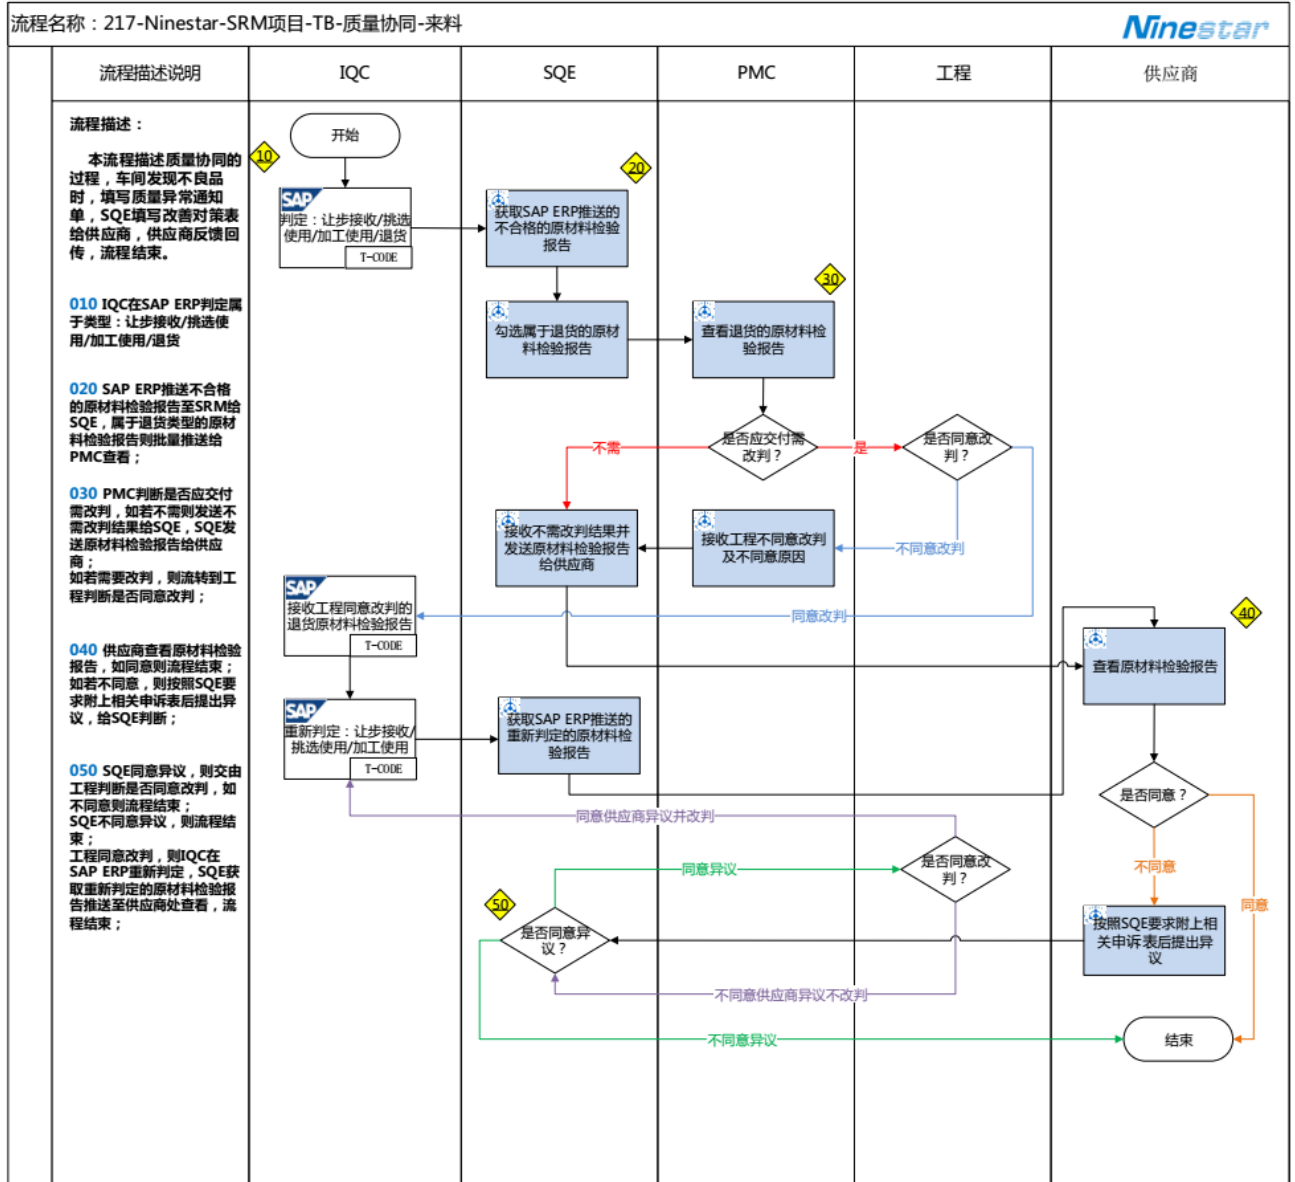 流程名称：217-Ninestar-SRM项目-TB-质量协同-来料
Ninestar
流程描述说明
IQC
SQE
PMC
工程
供应商
流程描述：
本流程描述质量协同的
过程，车间发现不良品
时，填写质量异常通知
单，SQE填写改善对策表
给供应商，供应商反馈回
传，流程结束。
010 IQC在SAP ERP判定属
于类型：让步接收/挑选使
用/加工使用/退货
020 SAP ERP推送不合格
的原材料检验报告至SRM给
SQE，属于退货类型的原材
料检验报告则批量推送给
PMC查看；
030 PMC判断是否应交付
需改判，如若不需则发送不
需改判结果给SQE，SQE发
送原材料检验报告给供应
商；
如若需要改判，则流转到工
程判断是否同意改判；
040 供应商查看原材料检验
报告，如同意则流程结束；
如若不同意，则按照SQE要
求附上相关申诉表后提出异
议，给SQE判断；
050 SQE同意异议，则交由
工程判断是否同意改判，如
不同意则流程结束；
SQE不同意异议，则流程结
束；
工程同意改判，则IQC在
SAP ERP重新判定，SQE获
取重新判定的原材料检验报
告推送至供应商处查看，流
程结束；
开始
10
SAP
判定：让步接收/挑选
使用/加工使用/退货
T-CODE
20
获取SAP ERP推送的
不合格的原材料检验
报告
勾选属于退货的原材
料检验报告
30
查看退货的原材料检
验报告
是否应交付需
改判？
不需
是
是否同意改
判？
接收不需改判结果并
发送原材料检验报告
给供应商
接收工程不同意改判
及不同意原因
不同意改判
SAP
接收工程同意改判的
退货原材料检验报告
T-CODE
同意改判
40
查看原材料检验报告
SAP
重新判定：让步接收/
挑选使用/加工使用
T-CODE
获取SAP ERP推送的
重新判定的原材料检
验报告
是否同意？
同意供应商异议并改判
不同意
同意
同意异议
是否同意改
判？
50
是否同意异
议？
按照SQE要求附上相
关申诉表后提出异
议
不同意供应商异议不改判
不同意异议
结束